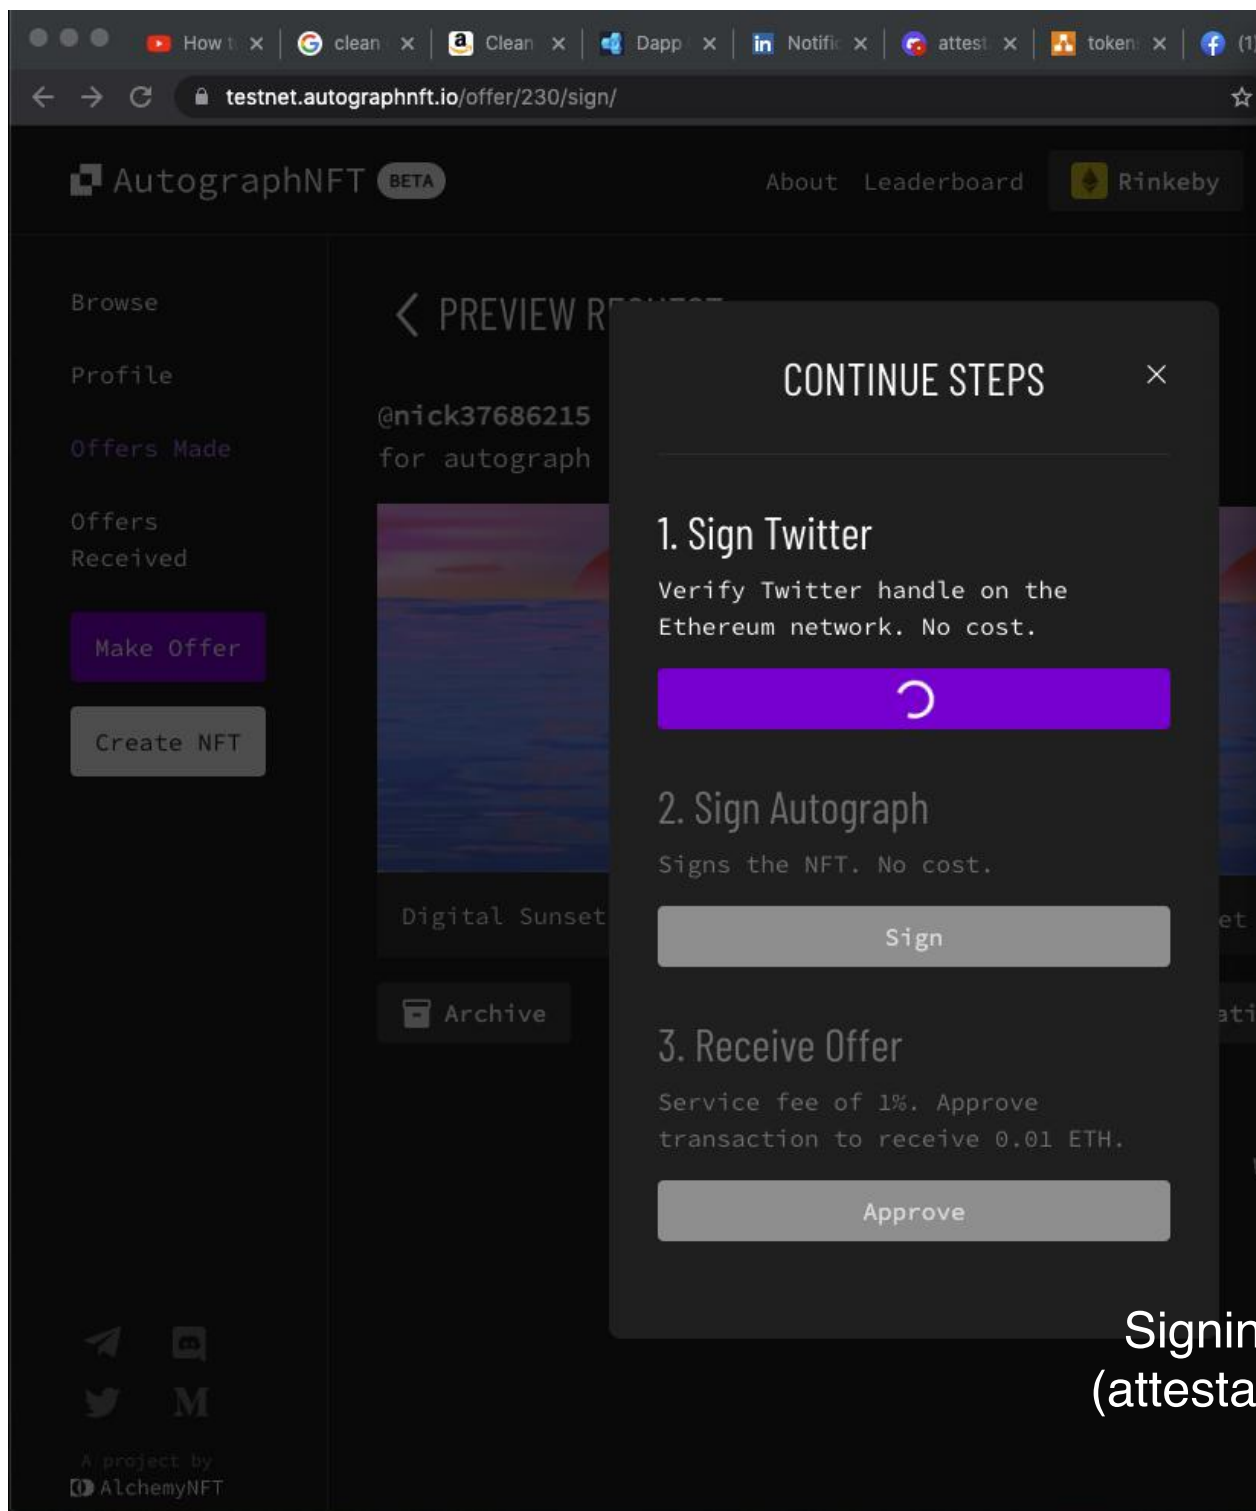 How t
clean
Clean
Dapp
Notific
attest
token
(1)
testnet.autographnft.io/offer/230/sign/
AutographNFT BETA
About Leaderboard Rinkeby
Browse
Profile
Offers Made
Offers
Received
Make Offer
Create NFT
PREVIEW REQUEST
@nick37686215
for autograph
Digital Sunset
Archive
CONTINUE STEPS
1. Sign Twitter
Verify Twitter handle on the
Ethereum network. No cost.
2. Sign Autograph
Signs the NFT. No cost.
Sign
3. Receive Offer
Service fee of 1%. Approve
transaction to receive 0.01 ETH.
Approve
et
ati
Signin
(attesta
A project by
AlchemyNFT